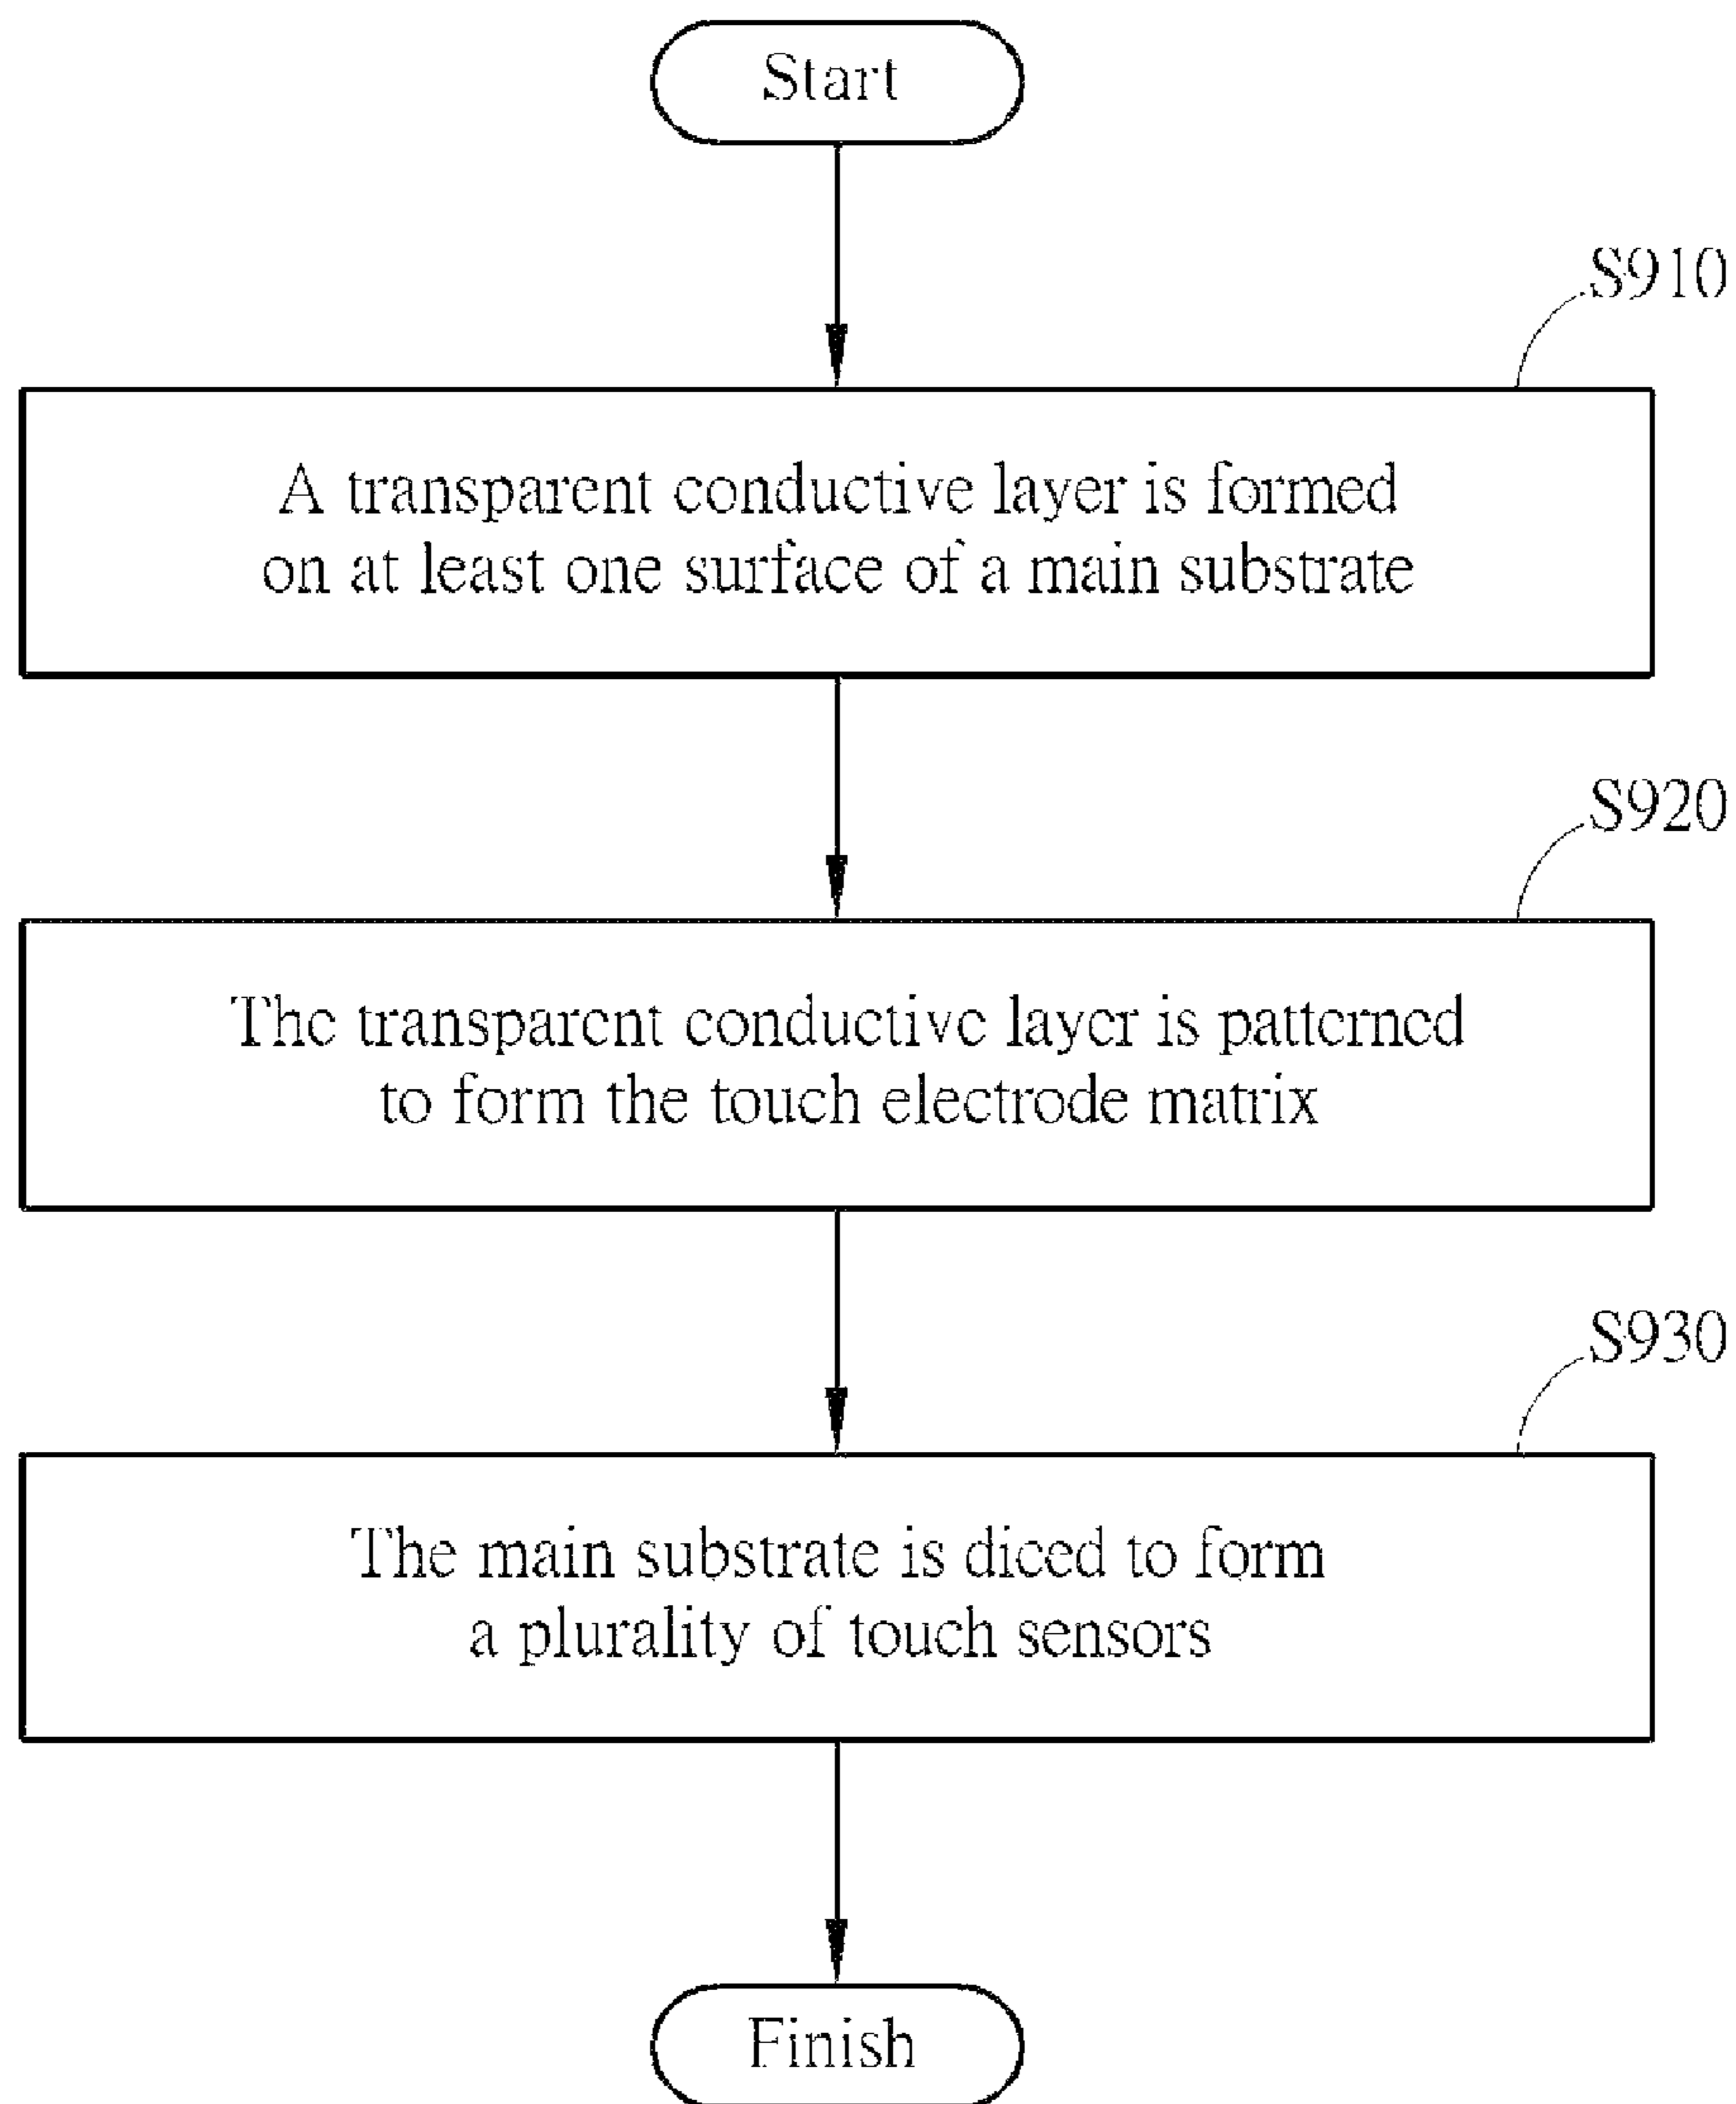 Start
S910
A transparent conductive layer is formed
on at least one surface of a main substrate
S920
The transparent conductive layer is patterned
to form the touch electrode matrix
S930
The main substrate is diced to form
a plurality of touch sensors
Finish